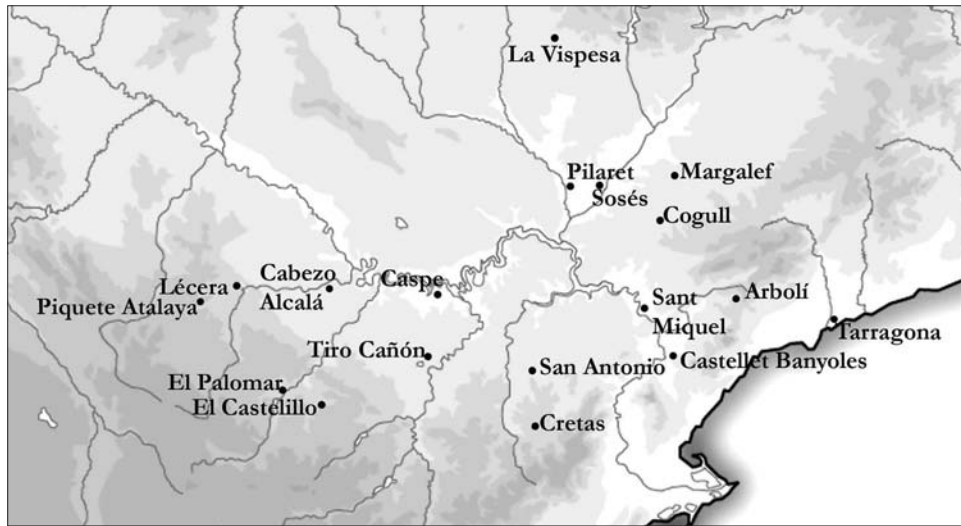 La Vispesa
Pilaret
Sosés
Margalef
Cogull
Lécera
Cabezo
Alcalá
Caspe
Piquete Atalaya
Sant
Miquel
Arbolí
Tarragona
Tiro Cañón
San Antonio
Castellet Banyoles
El Palomar
El Castelillo
Cretas